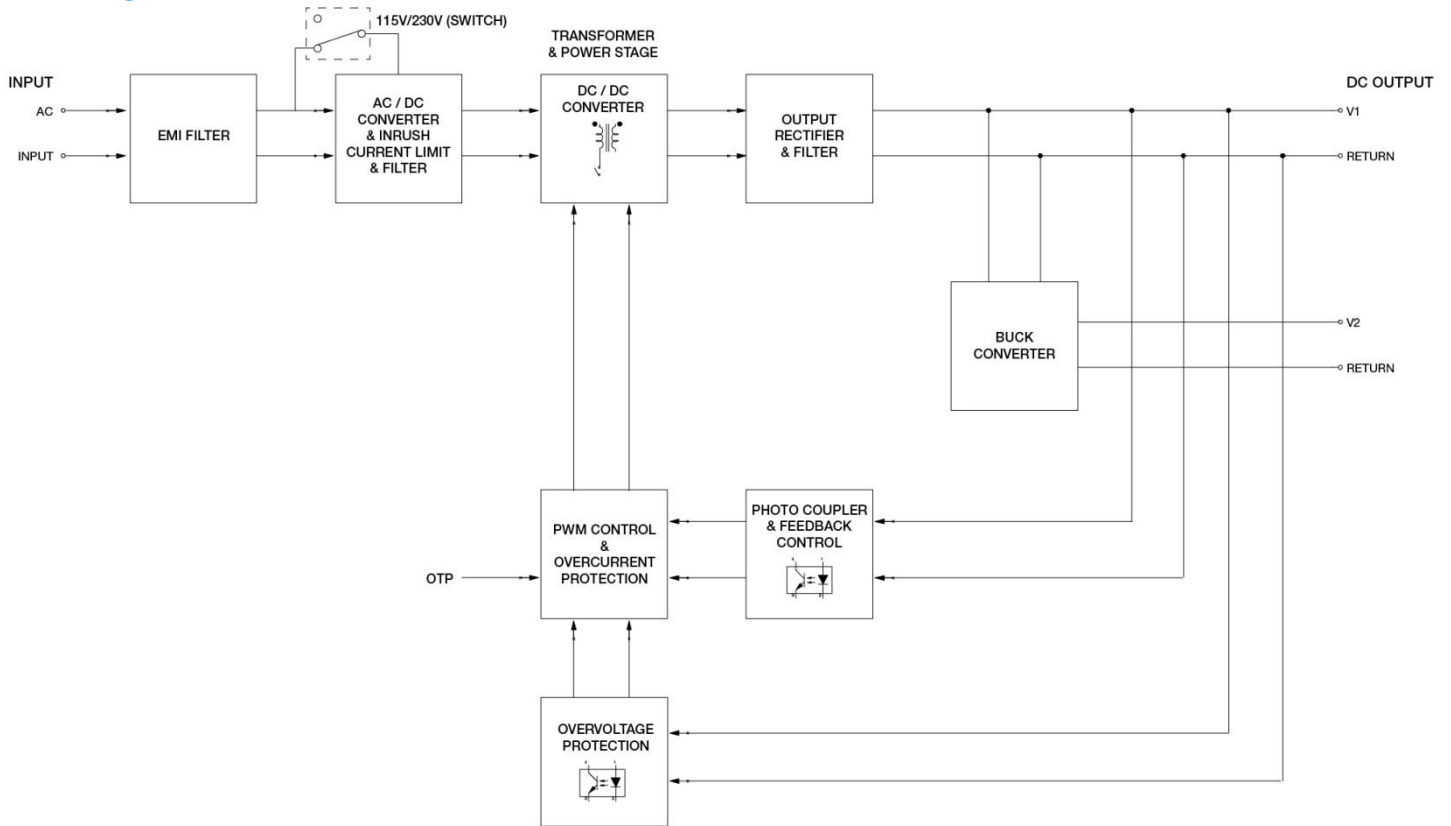 115V/230V (SWITCH)
TRANSFORMER
& POWER STAGE
INPUT
AC
INPUT
EMI FILTER
AC / DC
CONVERTER
& INRUSH
CURRENT LIMIT
& FILTER
DC / DC
CONVERTER
OUTPUT
RECTIFIER
& FILTER
DC OUTPUT
V1
RETURN
BUCK
CONVERTER
V2
RETURN
OTP
PWM CONTROL
&
OVERCURRENT
PROTECTION
PHOTO COUPLER
& FEEDBACK
CONTROL
OVERVOLTAGE
PROTECTION